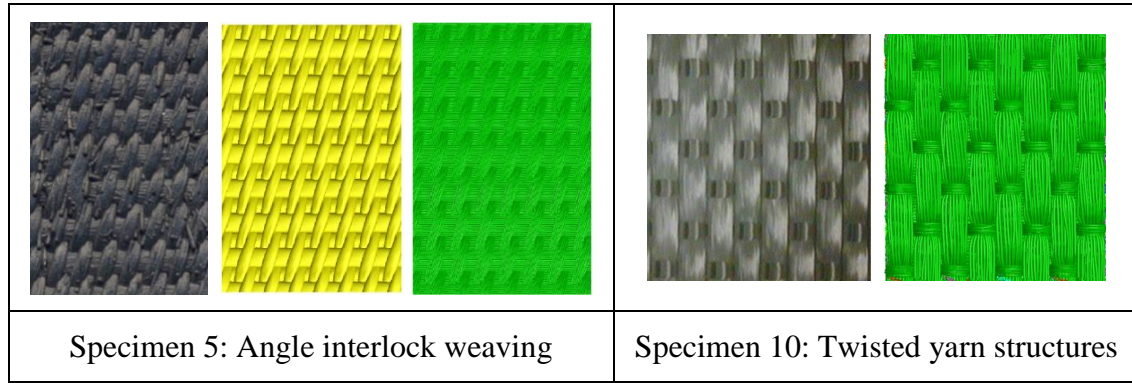 Specimen 5: Angle interlock weaving
Specimen 10: Twisted yarn structures